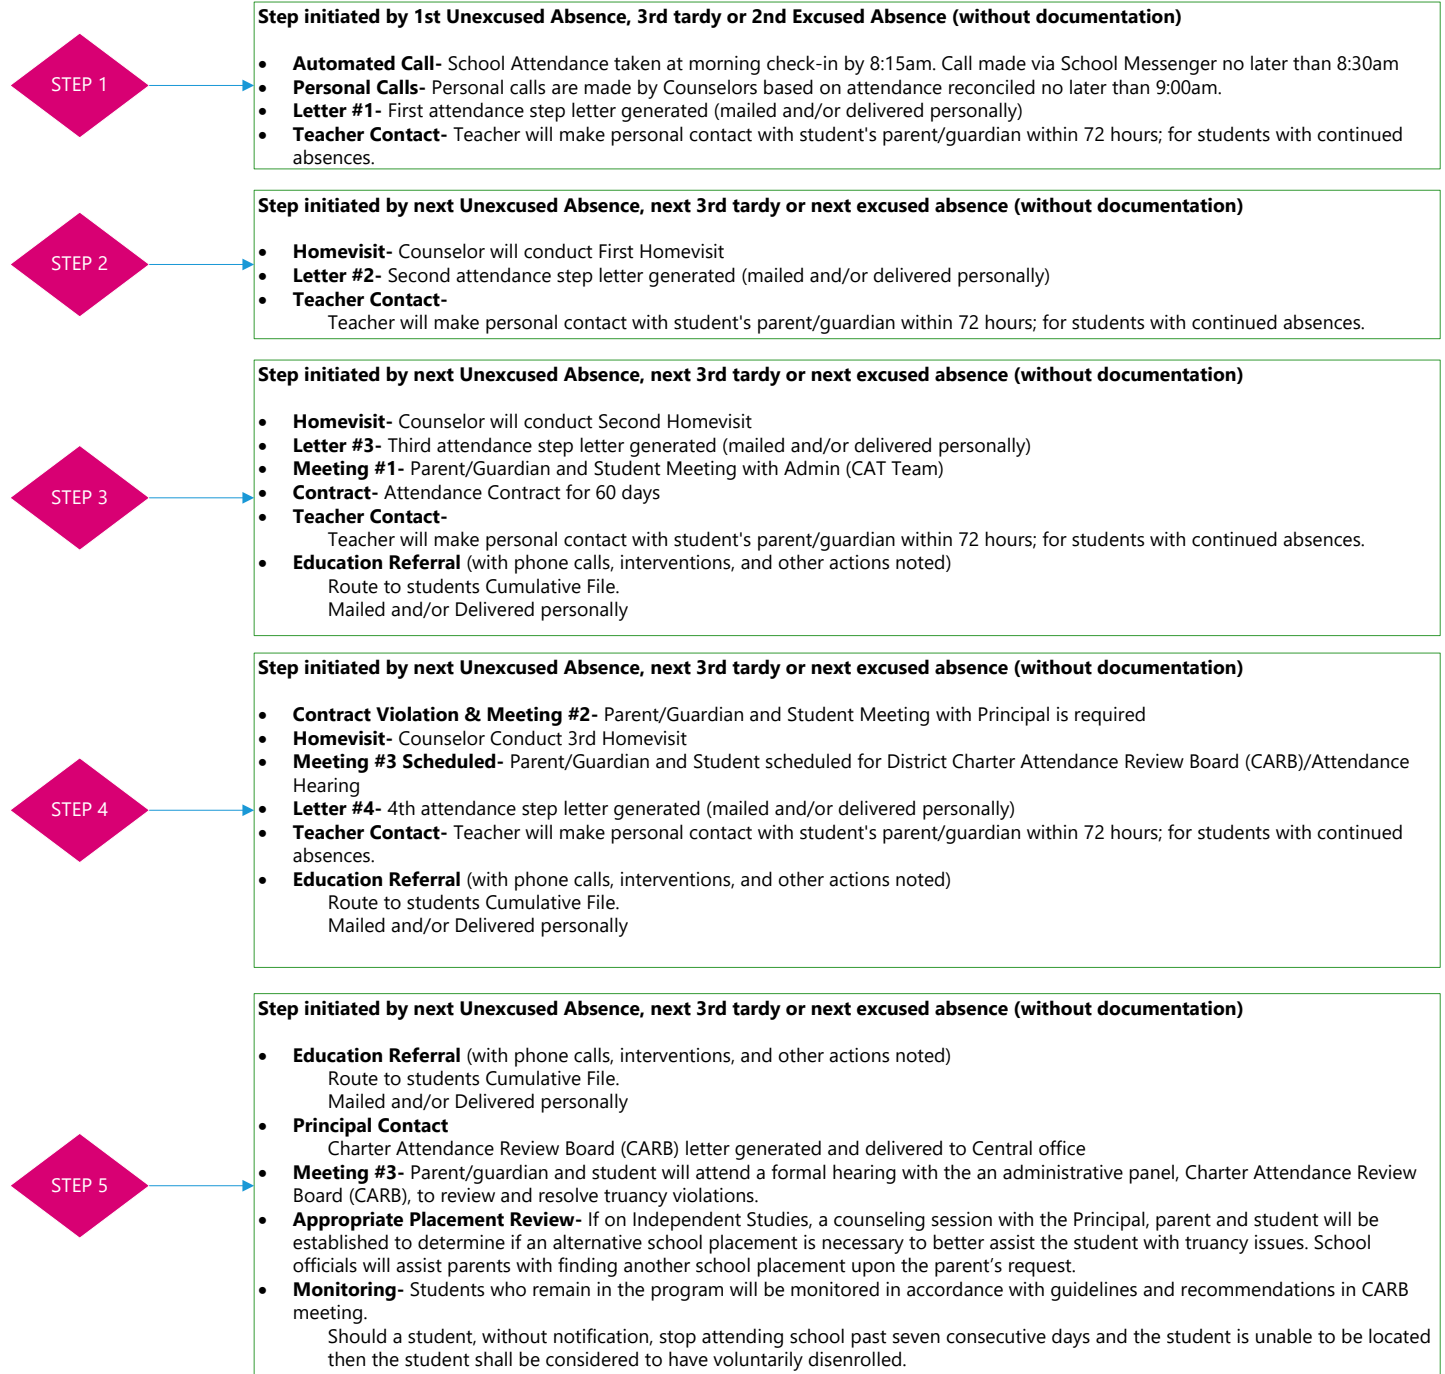 Step initiated by 1st Unexcused Absence, 3rd tardy or 2nd Excused Absence (without documentation)
STEP 1
• Automated Call- School Attendance taken at morning check-in by 8:15am. Call made via School Messenger no later than 8:30am
• Personal Calls- Personal calls are made by Counselors based on attendance reconciled no later than 9:00am.
• Letter #1- First attendance step letter generated (mailed and/or delivered personally)
• Teacher Contact- Teacher will make personal contact with student's parent/guardian within 72 hours; for students with continued
absences.
Step initiated by next Unexcused Absence, next 3rd tardy or next excused absence (without documentation)
STEP 2
• Homevisit- Counselor will conduct First Homevisit
• Letter #2- Second attendance step letter generated (mailed and/or delivered personally)
• Teacher Contact-
Teacher will make personal contact with student's parent/guardian within 72 hours; for students with continued absences.
Step initiated by next Unexcused Absence, next 3rd tardy or next excused absence (without documentation)
STEP 3
• Homevisit- Counselor will conduct Second Homevisit
• Letter #3- Third attendance step letter generated (mailed and/or delivered personally)
• Meeting #1- Parent/Guardian and Student Meeting with Admin (CAT Team)
• Contract- Attendance Contract for 60 days
• Teacher Contact-
Teacher will make personal contact with student's parent/guardian within 72 hours; for students with continued absences.
• Education Referral (with phone calls, interventions, and other actions noted)
Route to students Cumulative File.
Mailed and/or Delivered personally
Step initiated by next Unexcused Absence, next 3rd tardy or next excused absence (without documentation)
STEP 4
• Contract Violation & Meeting #2- Parent/Guardian and Student Meeting with Principal is required
• Homevisit- Counselor Conduct 3rd Homevisit
• Meeting #3 Scheduled- Parent/Guardian and Student scheduled for District Charter Attendance Review Board (CARB)/Attendance
Hearing
• Letter #4- 4th attendance step letter generated (mailed and/or delivered personally)
• Teacher Contact- Teacher will make personal contact with student's parent/guardian within 72 hours; for students with continued
absences.
• Education Referral (with phone calls, interventions, and other actions noted)
Route to students Cumulative File.
Mailed and/or Delivered personally
Step initiated by next Unexcused Absence, next 3rd tardy or next excused absence (without documentation)
STEP 5
• Education Referral (with phone calls, interventions, and other actions noted)
Route to students Cumulative File.
Mailed and/or Delivered personally
• Principal Contact
Charter Attendance Review Board (CARB) letter generated and delivered to Central office
• Meeting #3- Parent/guardian and student will attend a formal hearing with the an administrative panel, Charter Attendance Review
Board (CARB), to review and resolve truancy violations.
• Appropriate Placement Review- If on Independent Studies, a counseling session with the Principal, parent and student will be
established to determine if an alternative school placement is necessary to better assist the student with truancy issues. School
officials will assist parents with finding another school placement upon the parent's request.
• Monitoring- Students who remain in the program will be monitored in accordance with guidelines and recommendations in CARB
meeting.
Should a student, without notification, stop attending school past seven consecutive days and the student is unable to be located
then the student shall be considered to have voluntarily disenrolled.